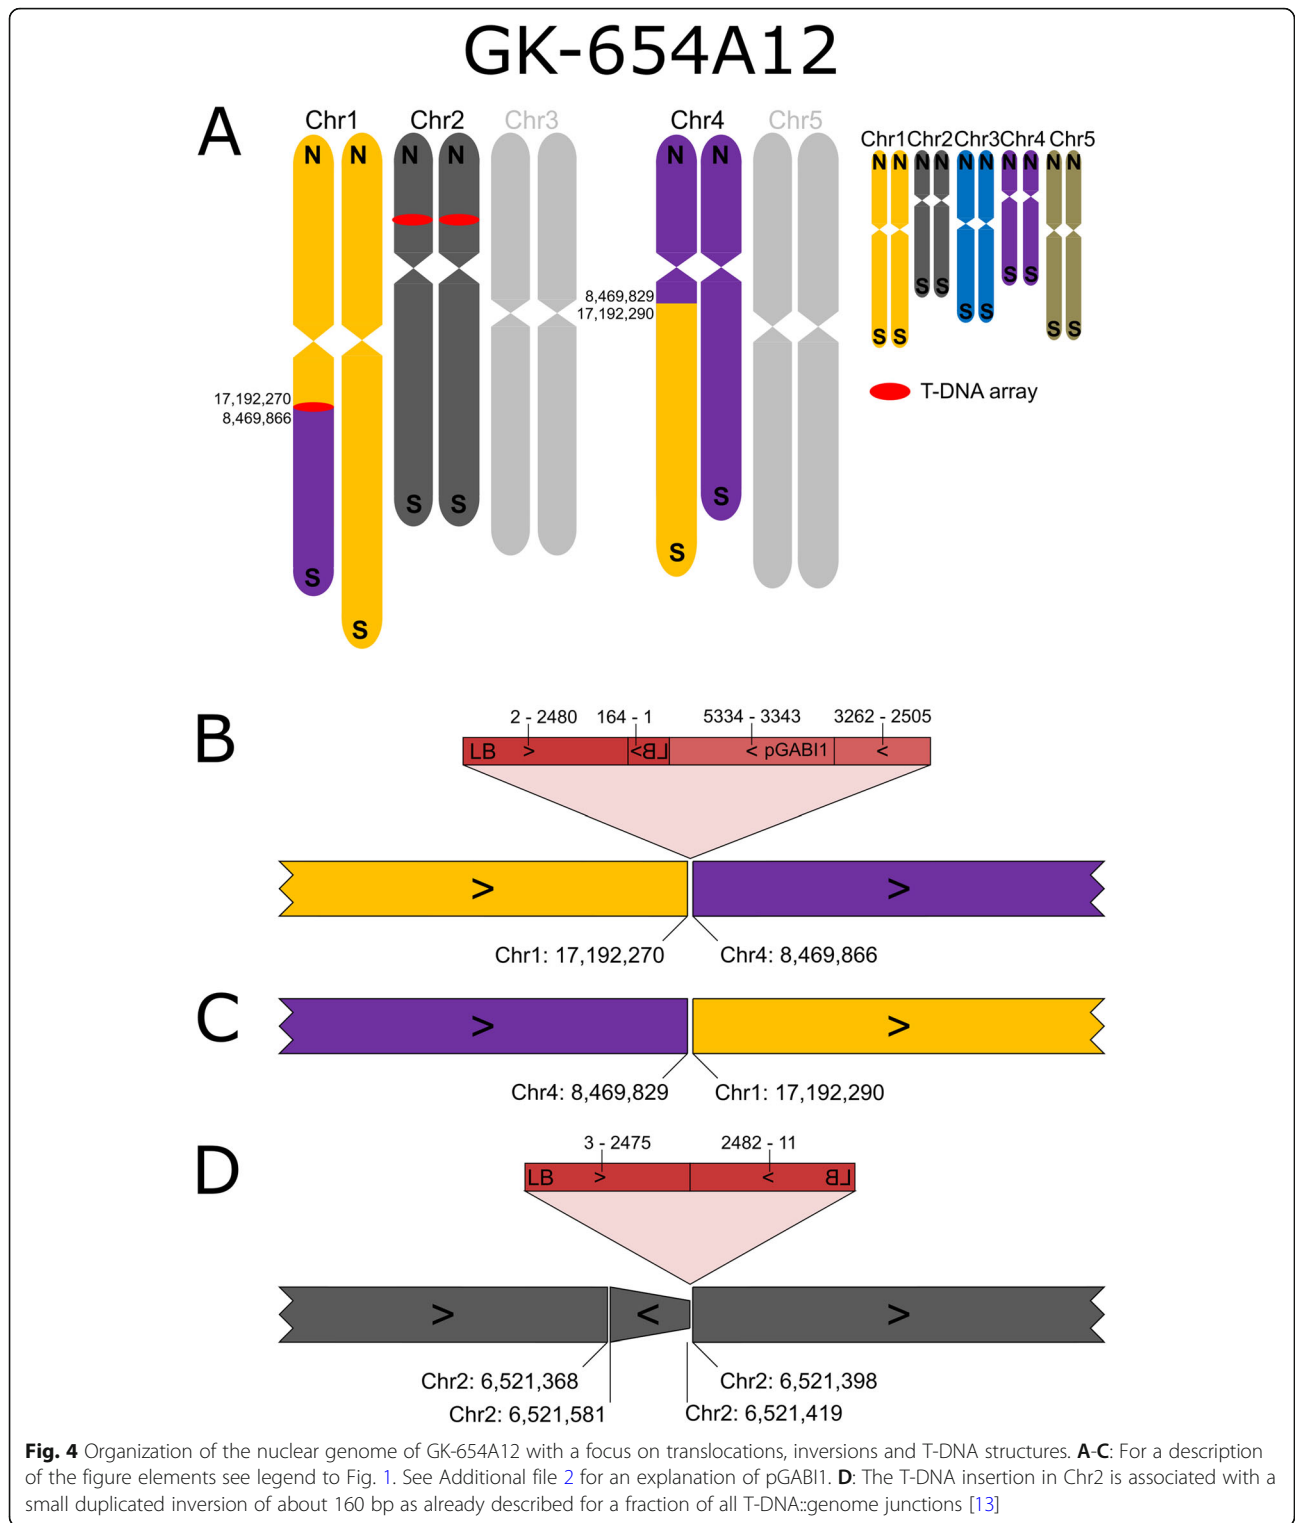 GK-654A12
A
Chr1 Chr2 Chr3 Chr4 Chr5
N N N N N N
8,469,829
17,192,290
17,192,270
8,469,866
S S S S
S S
Chr1 Chr2 Chr3 Chr4 Chr5
N N N N N N N N N N
S S S S S S S S S S
T-DNA array
B
2 - 2480 164 - 1 5334 - 3343 3262 - 2505
LB > <LB < pGABI1 <
> >
Chr1: 17,192,270 Chr4: 8,469,866
C
> >
Chr4: 8,469,829 Chr1: 17,192,290
D
3 - 2475 2482 - 11
LB > < LB
> < >
Chr2: 6,521,368 Chr2: 6,521,398
Chr2: 6,521,581 Chr2: 6,521,419
Fig. 4 Organization of the nuclear genome of GK-654A12 with a focus on translocations, inversions and T-DNA structures. A-C: For a description
of the figure elements see legend to Fig. 1. See Additional file 2 for an explanation of pGABI1. D: The T-DNA insertion in Chr2 is associated with a
small duplicated inversion of about 160 bp as already described for a fraction of all T-DNA::genome junctions [13]